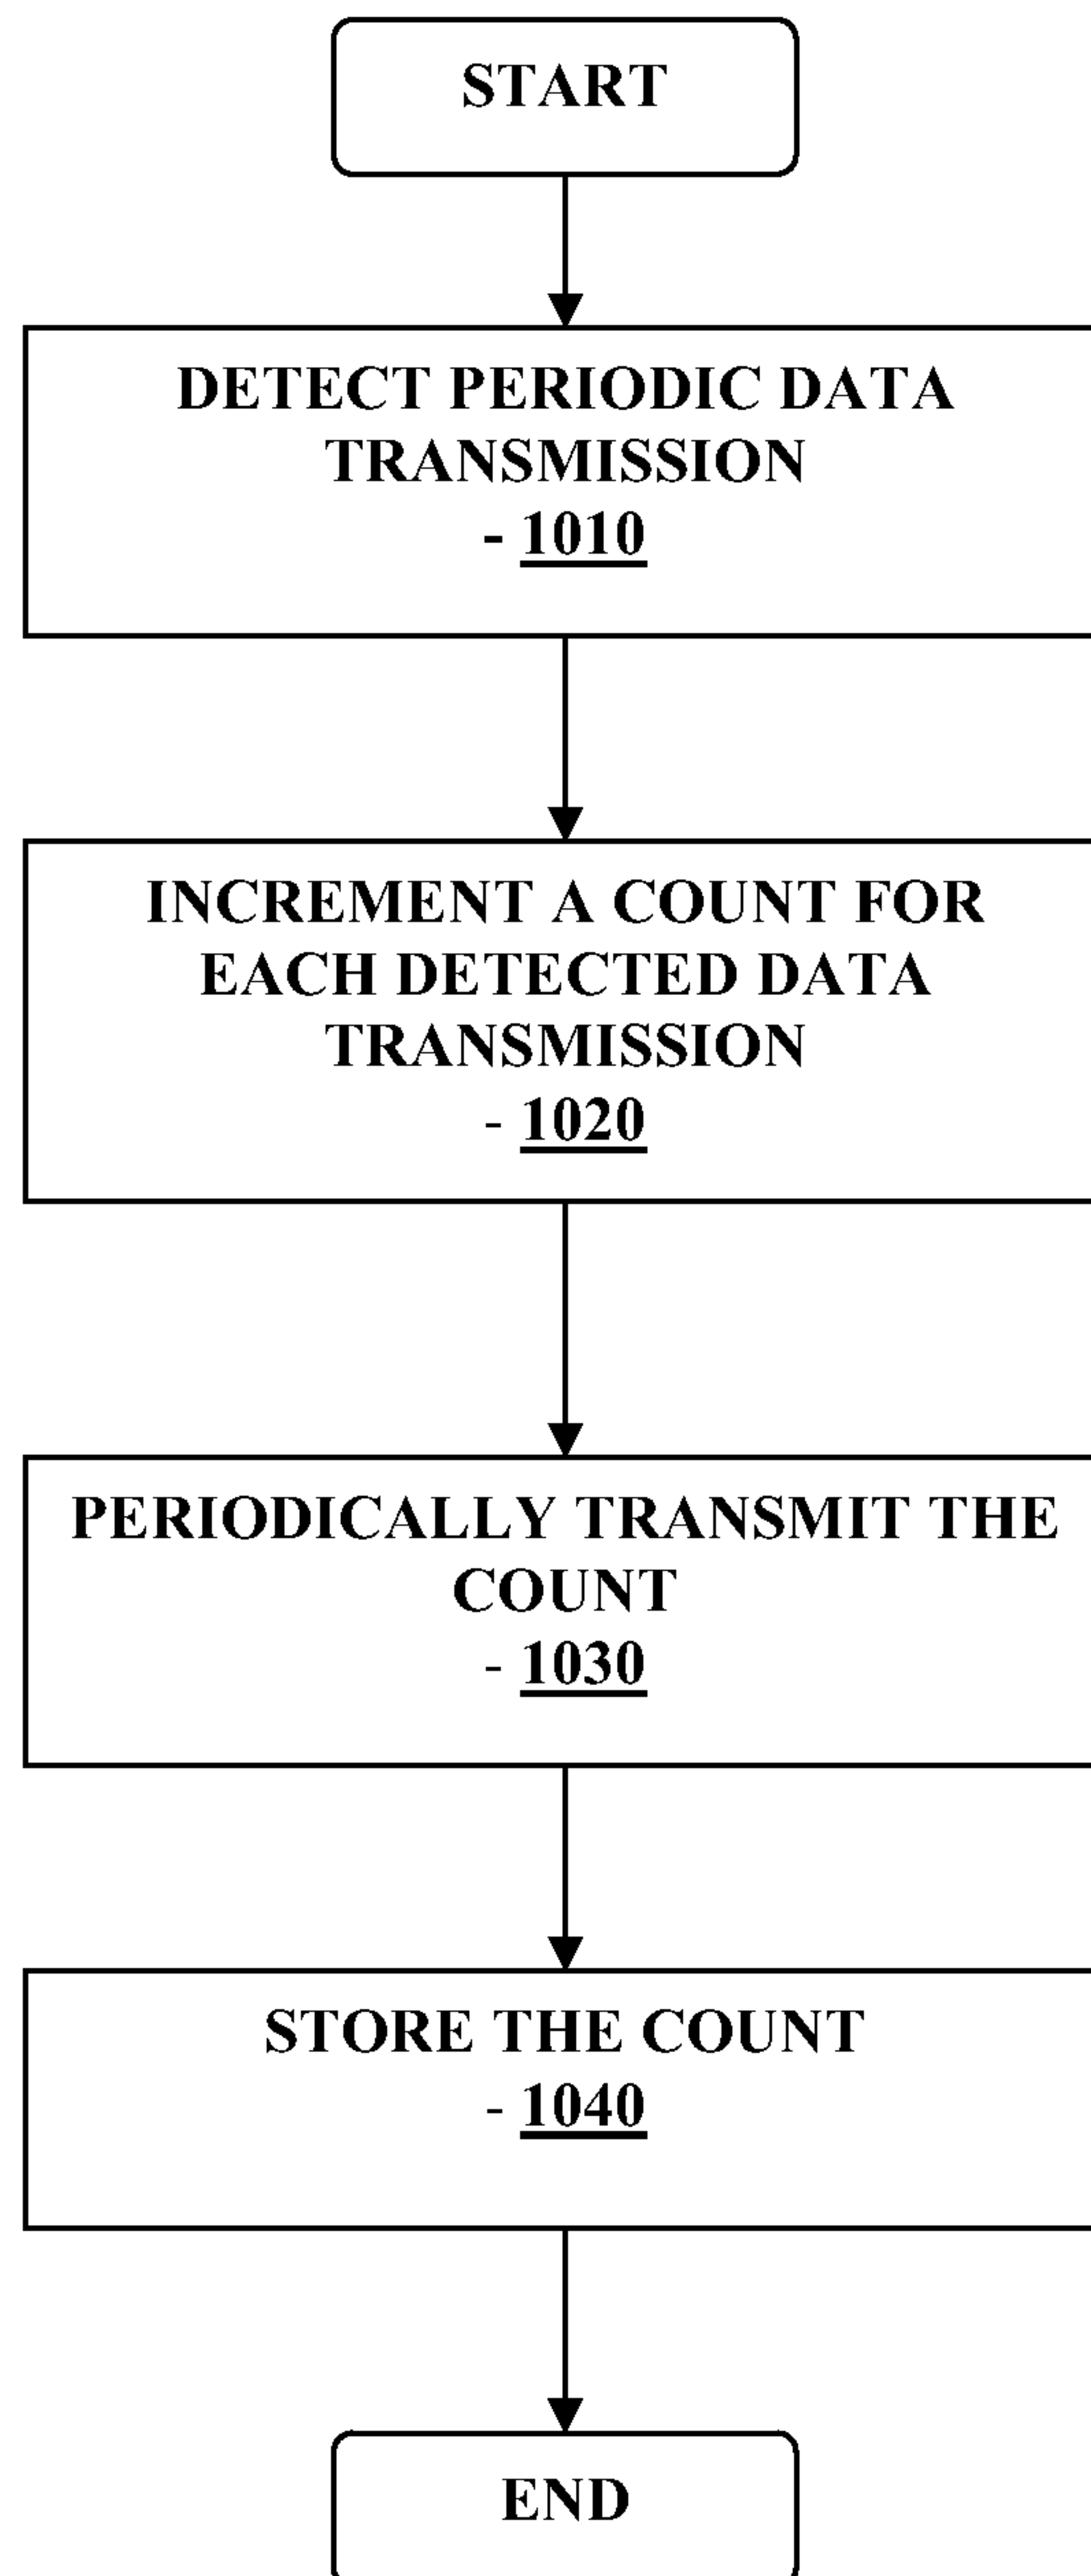 START
DETECT PERIODIC DATA
TRANSMISSION
- 1010
INCREMENT A COUNT FOR
EACH DETECTED DATA
TRANSMISSION
- 1020
PERIODICALLY TRANSMIT THE
COUNT
- 1030
STORE THE COUNT
- 1040
END